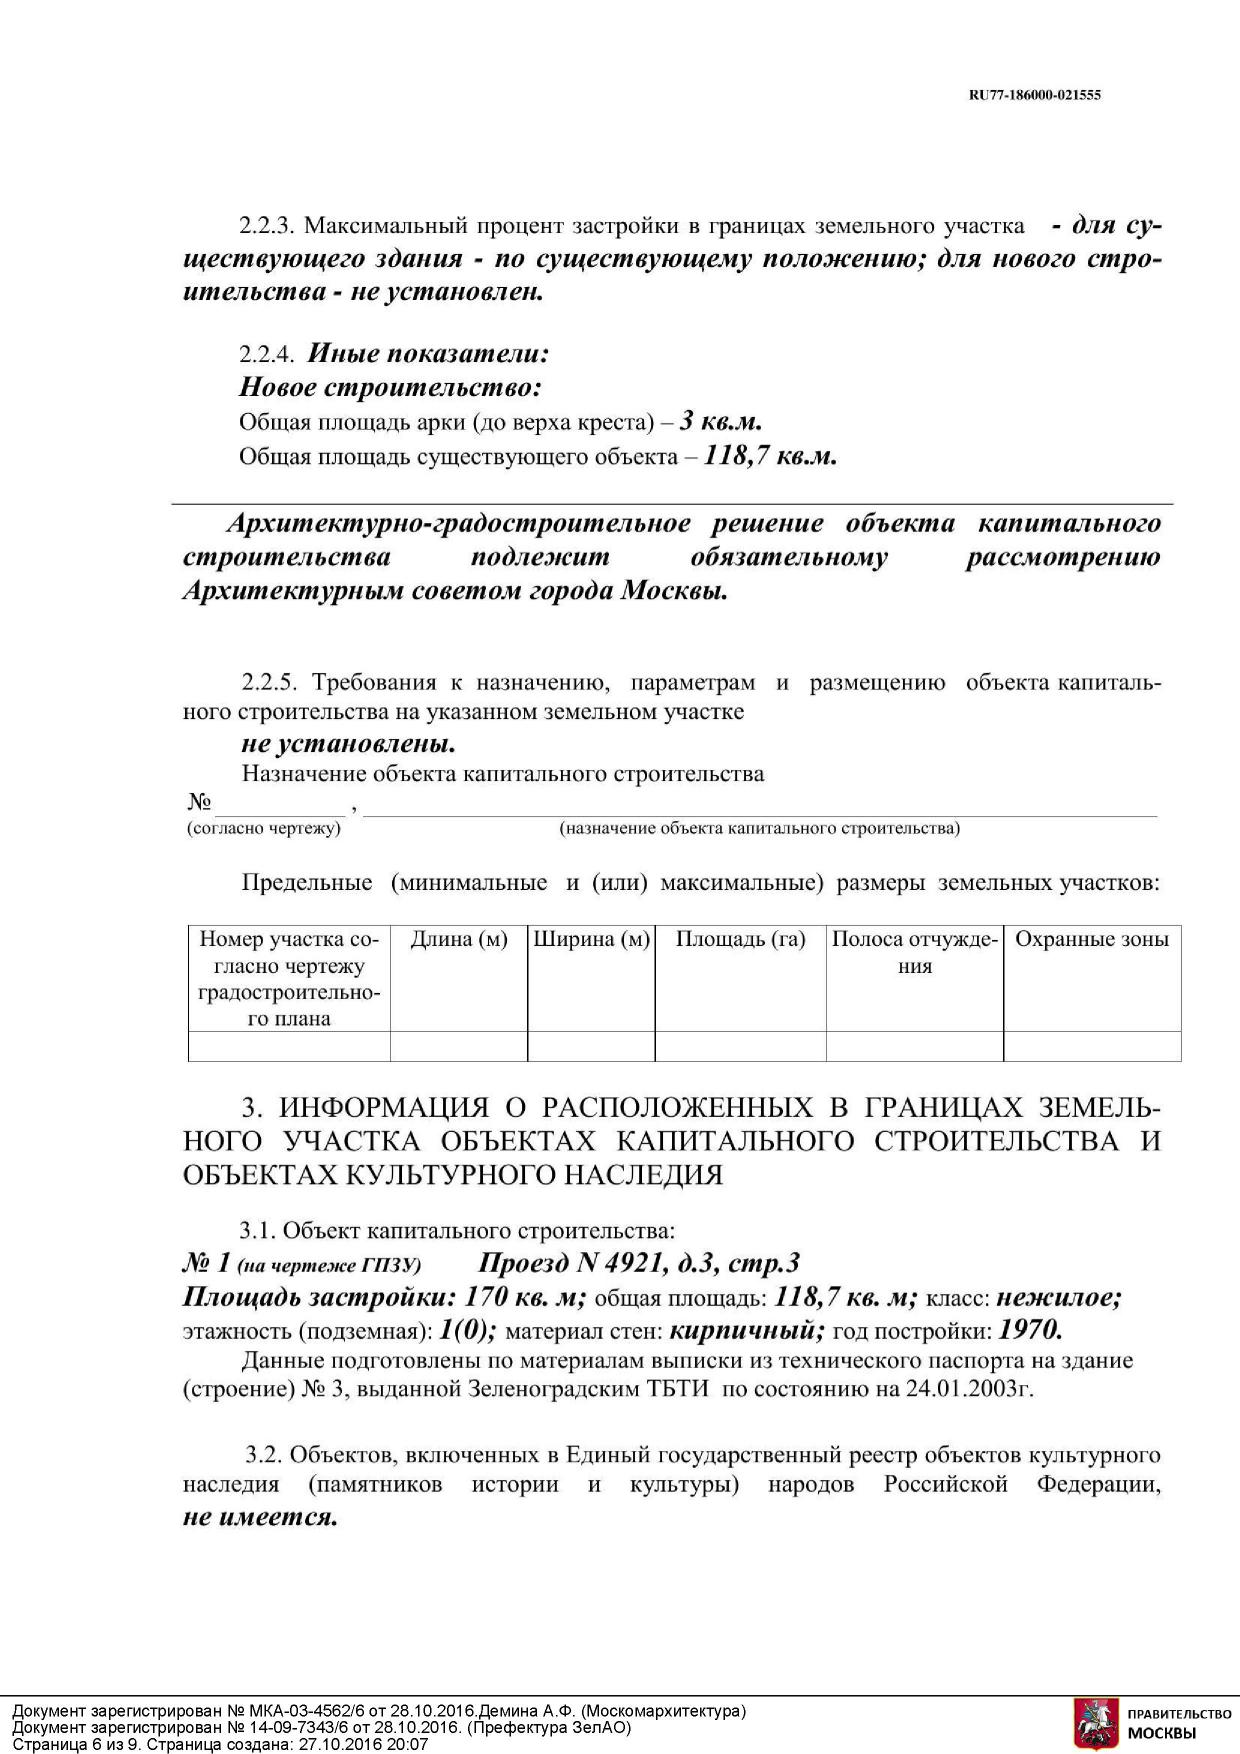 RU77-186000-021555
2.2.3. Максимальный процент застройки в границах земельного участка - для су-
ществующего здания - по существующему положению; для нового стро-
ительства - не установлен.
2.2.4. Иные показатели:
Новое строительство:
Общая площадь арки (до верха креста) – 3 кв.м.
Общая площадь существующего объекта – 118,7 кв.м.
Архитектурно-градостроительное решение объекта капитального
строительства подлежит обязательному рассмотрению
Архитектурным советом города Москвы.
2.2.5. Требования к назначению, параметрам и размещению объекта капиталь-
ного строительства на указанном земельном участке
не установлены.
Назначение объекта капитального строительства
№ ,
(согласно чертежу) (назначение объекта капитального строительства)
Предельные (минимальные и (или) максимальные) размеры земельных участков:
Номер участка со- Длина (м) Ширина (м) Площадь (га) Полоса отчужде- Охранные зоны
гласно чертежу ния
градостроительно-
го плана
3. ИНФОРМАЦИЯ О РАСПОЛОЖЕННЫХ В ГРАНИЦАХ ЗЕМЕЛЬ-
НОГО УЧАСТКА ОБЪЕКТАХ КАПИТАЛЬНОГО СТРОИТЕЛЬСТВА И
ОБЪЕКТАХ КУЛЬТУРНОГО НАСЛЕДИЯ
3.1. Объект капитального строительства:
№ 1 (на чертеже ГПЗУ) Проезд N 4921, д.3, стр.3
Площадь застройки: 170 кв. м; общая площадь: 118,7 кв. м; класс: нежилое;
этажность (подземная): 1(0); материал стен: кирпичный; год постройки: 1970.
Данные подготовлены по материалам выписки из технического паспорта на здание
(строение) № 3, выданной Зеленоградским ТБТИ по состоянию на 24.01.2003г.
3.2. Объектов, включенных в Единый государственный реестр объектов культурного
наследия (памятников истории и культуры) народов Российской Федерации,
не имеется.
Документ зарегистрирован № МКА-03-4562/6 от 28.10.2016.Демина А.Ф. (Москомархитектура)
Документ зарегистрирован № 14-09-7343/6 от 28.10.2016. (Префектура ЗелАО)
Страница 6 из 9. Страница создана: 27.10.2016 20:07
ПРАВИТЕЛЬСТВО
МОСКВЫ